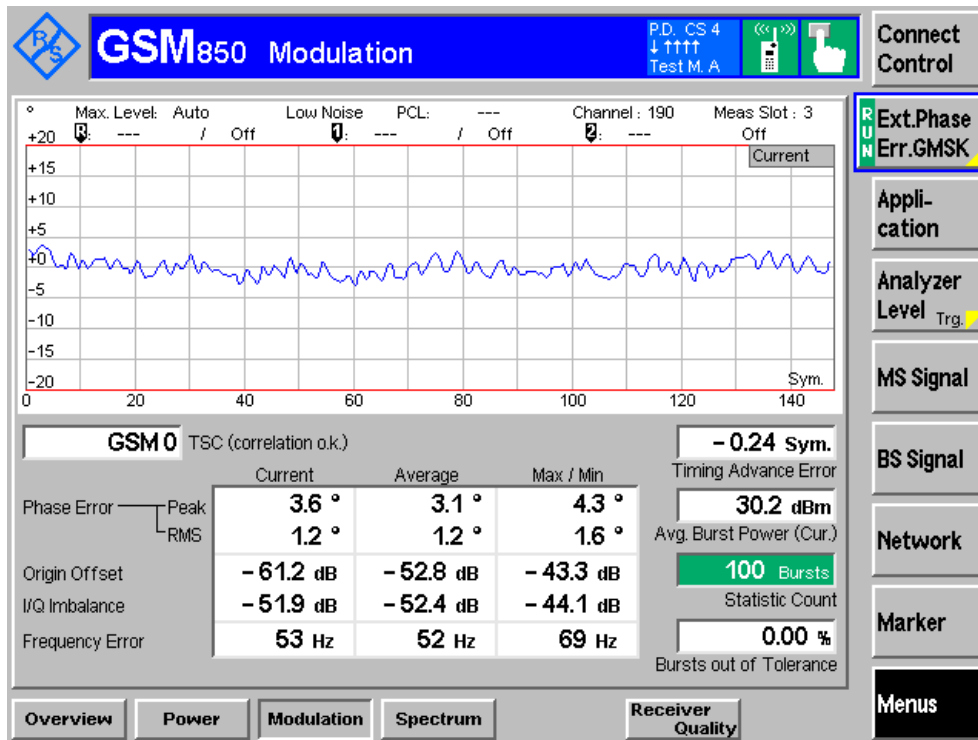 R/S
GSM850 Modulation
P.D. CS 4
↓ ↑↑↑↑
Test M. A
Connect
Control
° Max. Level: Auto Low Noise PCL: --- Channel : 190 Meas Slot : 3
R: --- / Off 1: --- / Off 2: --- Off
RUN
Ext.Phase
Err.GMSK
Current
+20
+15
+10
+5
+0
-5
-10
-15
-20
Sym.
0 20 40 60 80 100 120 140
Appli-
cation
Analyzer
Level Trg.
MS Signal
BS Signal
Network
Marker
Menus
GSM 0 TSC (correlation o.k.)
Current Average Max / Min
Phase Error Peak 3.6 ° 3.1 ° 4.3 °
RMS 1.2 ° 1.2 ° 1.6 °
Origin Offset - 61.2 dB - 52.8 dB - 43.3 dB
I/Q Imbalance - 51.9 dB - 52.4 dB - 44.1 dB
Frequency Error 53 Hz 52 Hz 69 Hz
- 0.24 Sym.
Timing Advance Error
30.2 dBm
Avg. Burst Power (Cur.)
100 Bursts
Statistic Count
0.00 %
Bursts out of Tolerance
Overview Power Modulation Spectrum Receiver
Quality